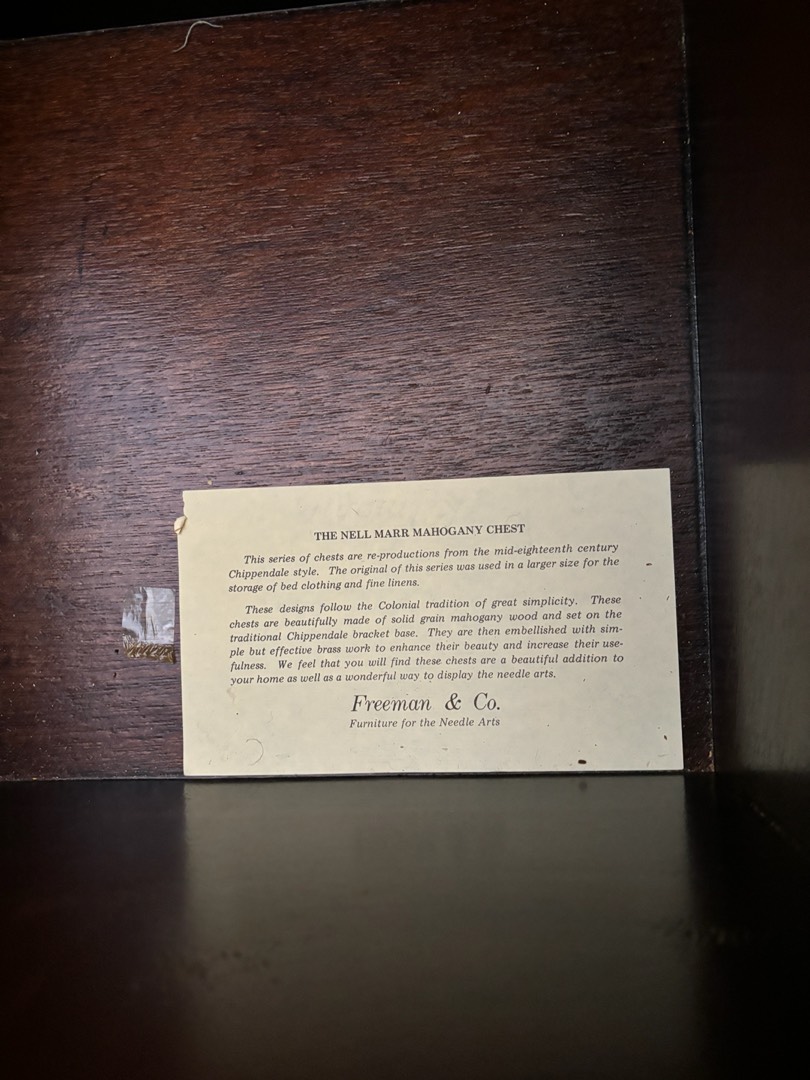 THE NELL MARR MAHOGANY CHEST
This series of chests are re-productions from the mid-eighteenth century
Chippendale style. The original of this series was used in a larger size for the
storage of bed clothing and fine linens.
These designs follow the Colonial tradition of great simplicity. These
chests are beautifully made of solid grain mahogany wood and set on the
traditional Chippendale bracket base. They are then embellished with sim-
ple but effective brass work to enhance their beauty and increase their use-
fulness. We feel that you will find these chests are a beautiful addition to
your home as well as a wonderful way to display the needle arts.
Freeman & Co.
Furniture for the Needle Arts